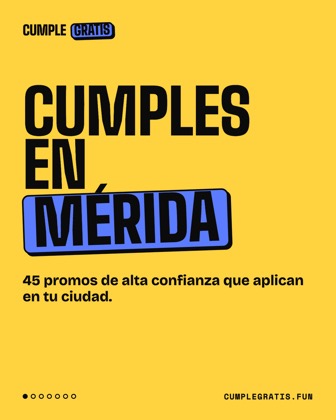 CUMPLE GRATIS
CUMPLES
EN
MÉRIDA
45 promos de alta confianza que aplican
en tu ciudad.
CUMPLEGRATIS.FUN